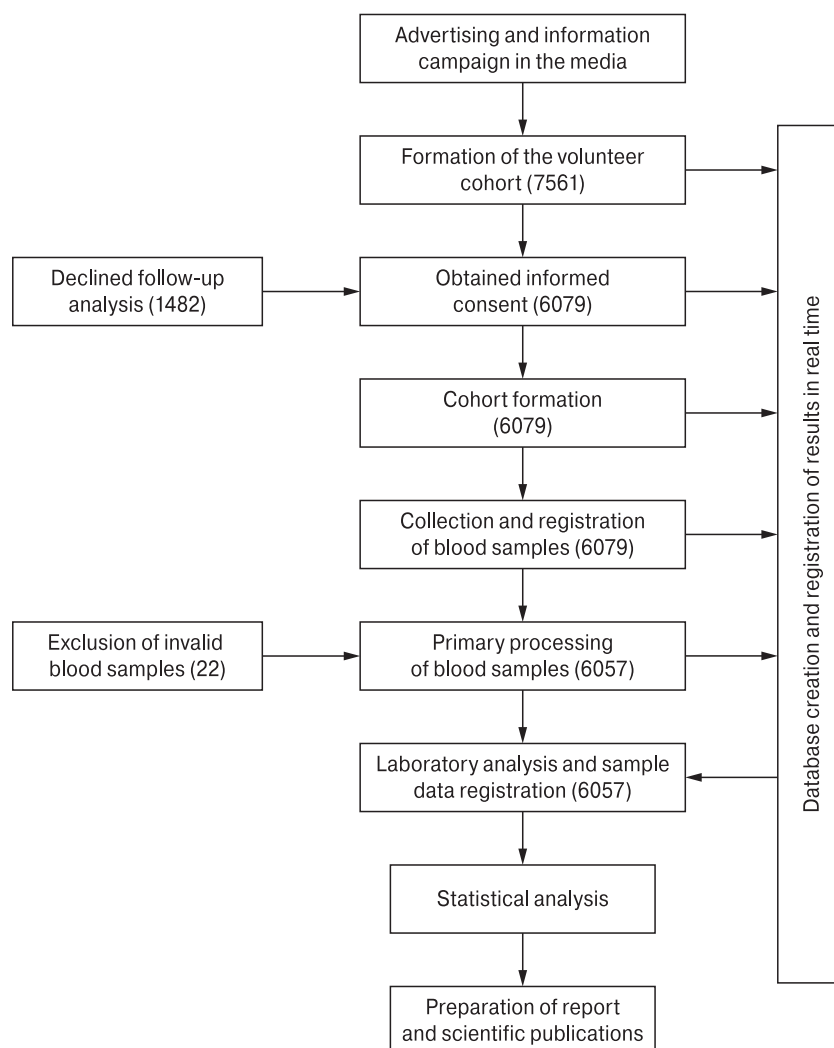 Advertising and information
campaign in the media
Formation of the volunteer
cohort (7561)
Declined follow-up
analysis (1482)
Obtained informed
consent (6079)
Cohort formation
(6079)
Collection and registration
of blood samples (6079)
Exclusion of invalid
blood samples (22)
Primary processing
of blood samples (6057)
Laboratory analysis and sample
data registration (6057)
Statistical analysis
Preparation of report
and scientific publications
Database creation and registration of results in real time